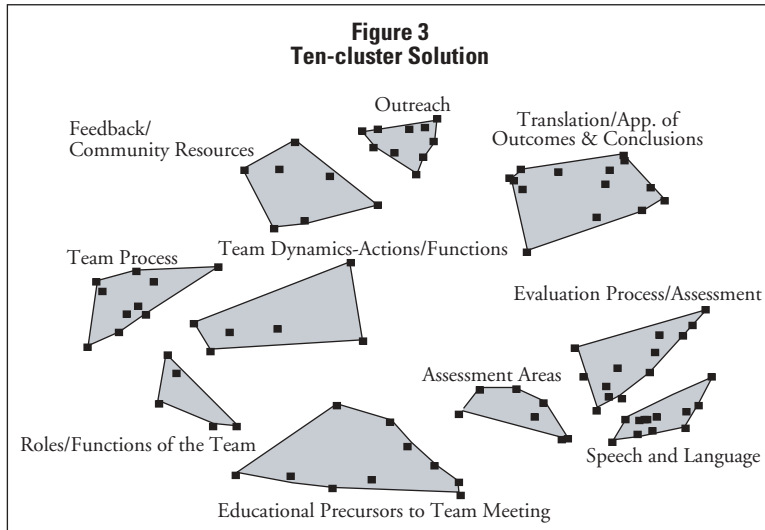 Figure 3
Ten-cluster Solution
Outreach
Feedback/
Community Resources
Translation/App. of
Outcomes & Conclusions
Team Process
Team Dynamics-Actions/Functions
Evaluation Process/Assessment
Assessment Areas
Roles/Functions of the Team
Speech and Language
Educational Precursors to Team Meeting